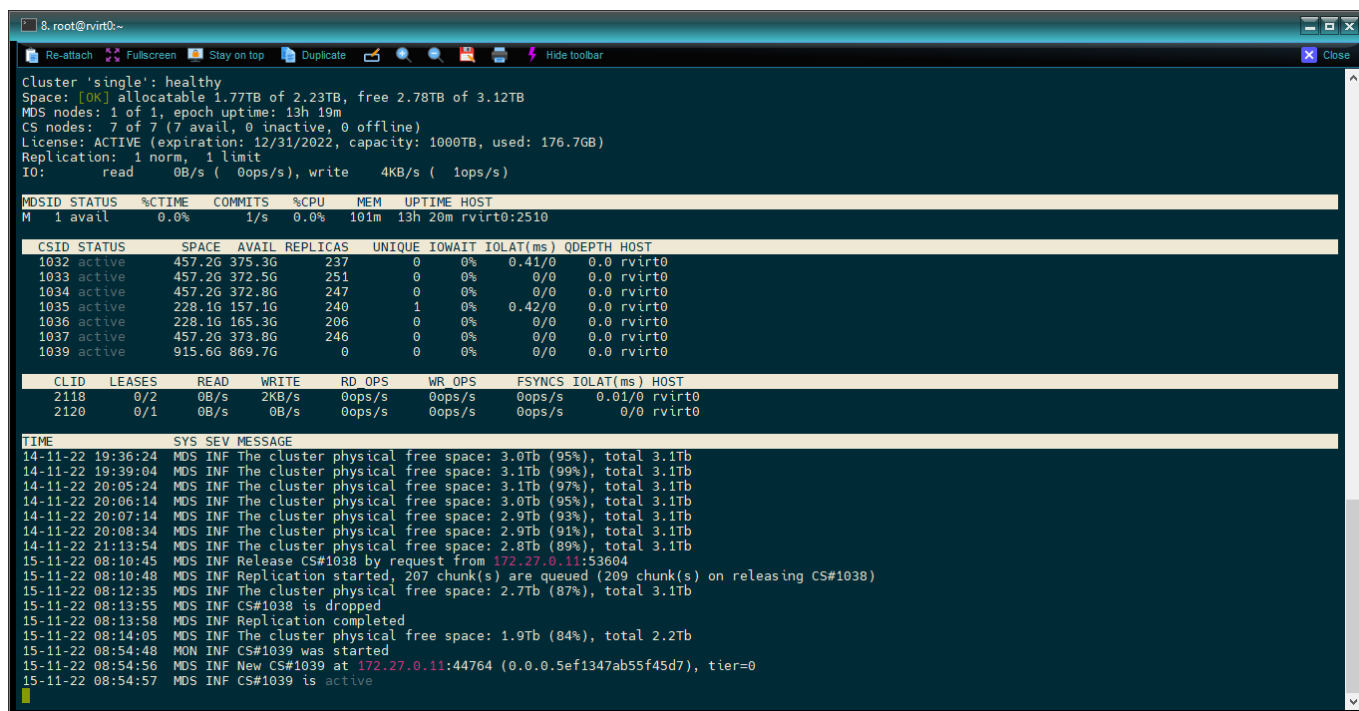 8. root@rvirt0:~
Re-attach Fullscreen Stay on top Duplicate Hide toolbar Close
Cluster 'single': healthy
Space: [OK] allocatable 1.77TB of 2.23TB, free 2.78TB of 3.12TB
MDS nodes: 1 of 1, epoch uptime: 13h 19m
CS nodes:  7 of 7 (7 avail, 0 inactive, 0 offline)
License: ACTIVE (expiration: 12/31/2022, capacity: 1000TB, used: 176.7GB)
Replication:  1 norm,  1 limit
IO:       read     0B/s (  0ops/s), write    4KB/s (  1ops/s)
MDSID STATUS   %CTIME   COMMITS   %CPU    MEM   UPTIME HOST
M   1 avail      0.0%       1/s   0.0%   101m  13h 20m rvirt0:2510
CSID STATUS      SPACE  AVAIL REPLICAS   UNIQUE IOWAIT IOLAT(ms) QDEPTH HOST
1032 active      457.2G 375.3G      237        0     0%    0.41/0    0.0 rvirt0
1033 active      457.2G 372.5G      251        0     0%       0/0    0.0 rvirt0
1034 active      457.2G 372.8G      247        0     0%       0/0    0.0 rvirt0
1035 active      228.1G 157.1G      240        1     0%    0.42/0    0.0 rvirt0
1036 active      228.1G 165.3G      206        0     0%       0/0    0.0 rvirt0
1037 active      457.2G 373.8G      246        0     0%       0/0    0.0 rvirt0
1039 active      915.6G 869.7G        0        0     0%       0/0    0.0 rvirt0
CLID   LEASES     READ    WRITE     RD_OPS     WR_OPS     FSYNCS IOLAT(ms) HOST
2118      0/2     0B/s    2KB/s     0ops/s     0ops/s     0ops/s    0.01/0 rvirt0
2120      0/1     0B/s     0B/s     0ops/s     0ops/s     0ops/s       0/0 rvirt0
TIME               SYS SEV MESSAGE
14-11-22 19:36:24  MDS INF The cluster physical free space: 3.0Tb (95%), total 3.1Tb
14-11-22 19:39:04  MDS INF The cluster physical free space: 3.1Tb (99%), total 3.1Tb
14-11-22 20:05:24  MDS INF The cluster physical free space: 3.1Tb (97%), total 3.1Tb
14-11-22 20:06:14  MDS INF The cluster physical free space: 3.0Tb (95%), total 3.1Tb
14-11-22 20:07:14  MDS INF The cluster physical free space: 2.9Tb (93%), total 3.1Tb
14-11-22 20:08:34  MDS INF The cluster physical free space: 2.9Tb (91%), total 3.1Tb
14-11-22 21:13:54  MDS INF The cluster physical free space: 2.8Tb (89%), total 3.1Tb
15-11-22 08:10:45  MDS INF Release CS#1038 by request from 172.27.0.11:53604
15-11-22 08:10:48  MDS INF Replication started, 207 chunk(s) are queued (209 chunk(s) on releasing CS#1038)
15-11-22 08:12:35  MDS INF The cluster physical free space: 2.7Tb (87%), total 3.1Tb
15-11-22 08:13:55  MDS INF CS#1038 is dropped
15-11-22 08:13:58  MDS INF Replication completed
15-11-22 08:14:05  MDS INF The cluster physical free space: 1.9Tb (84%), total 2.2Tb
15-11-22 08:54:48  MON INF CS#1039 was started
15-11-22 08:54:56  MDS INF New CS#1039 at 172.27.0.11:44764 (0.0.0.5ef1347ab55f45d7), tier=0
15-11-22 08:54:57  MDS INF CS#1039 is active